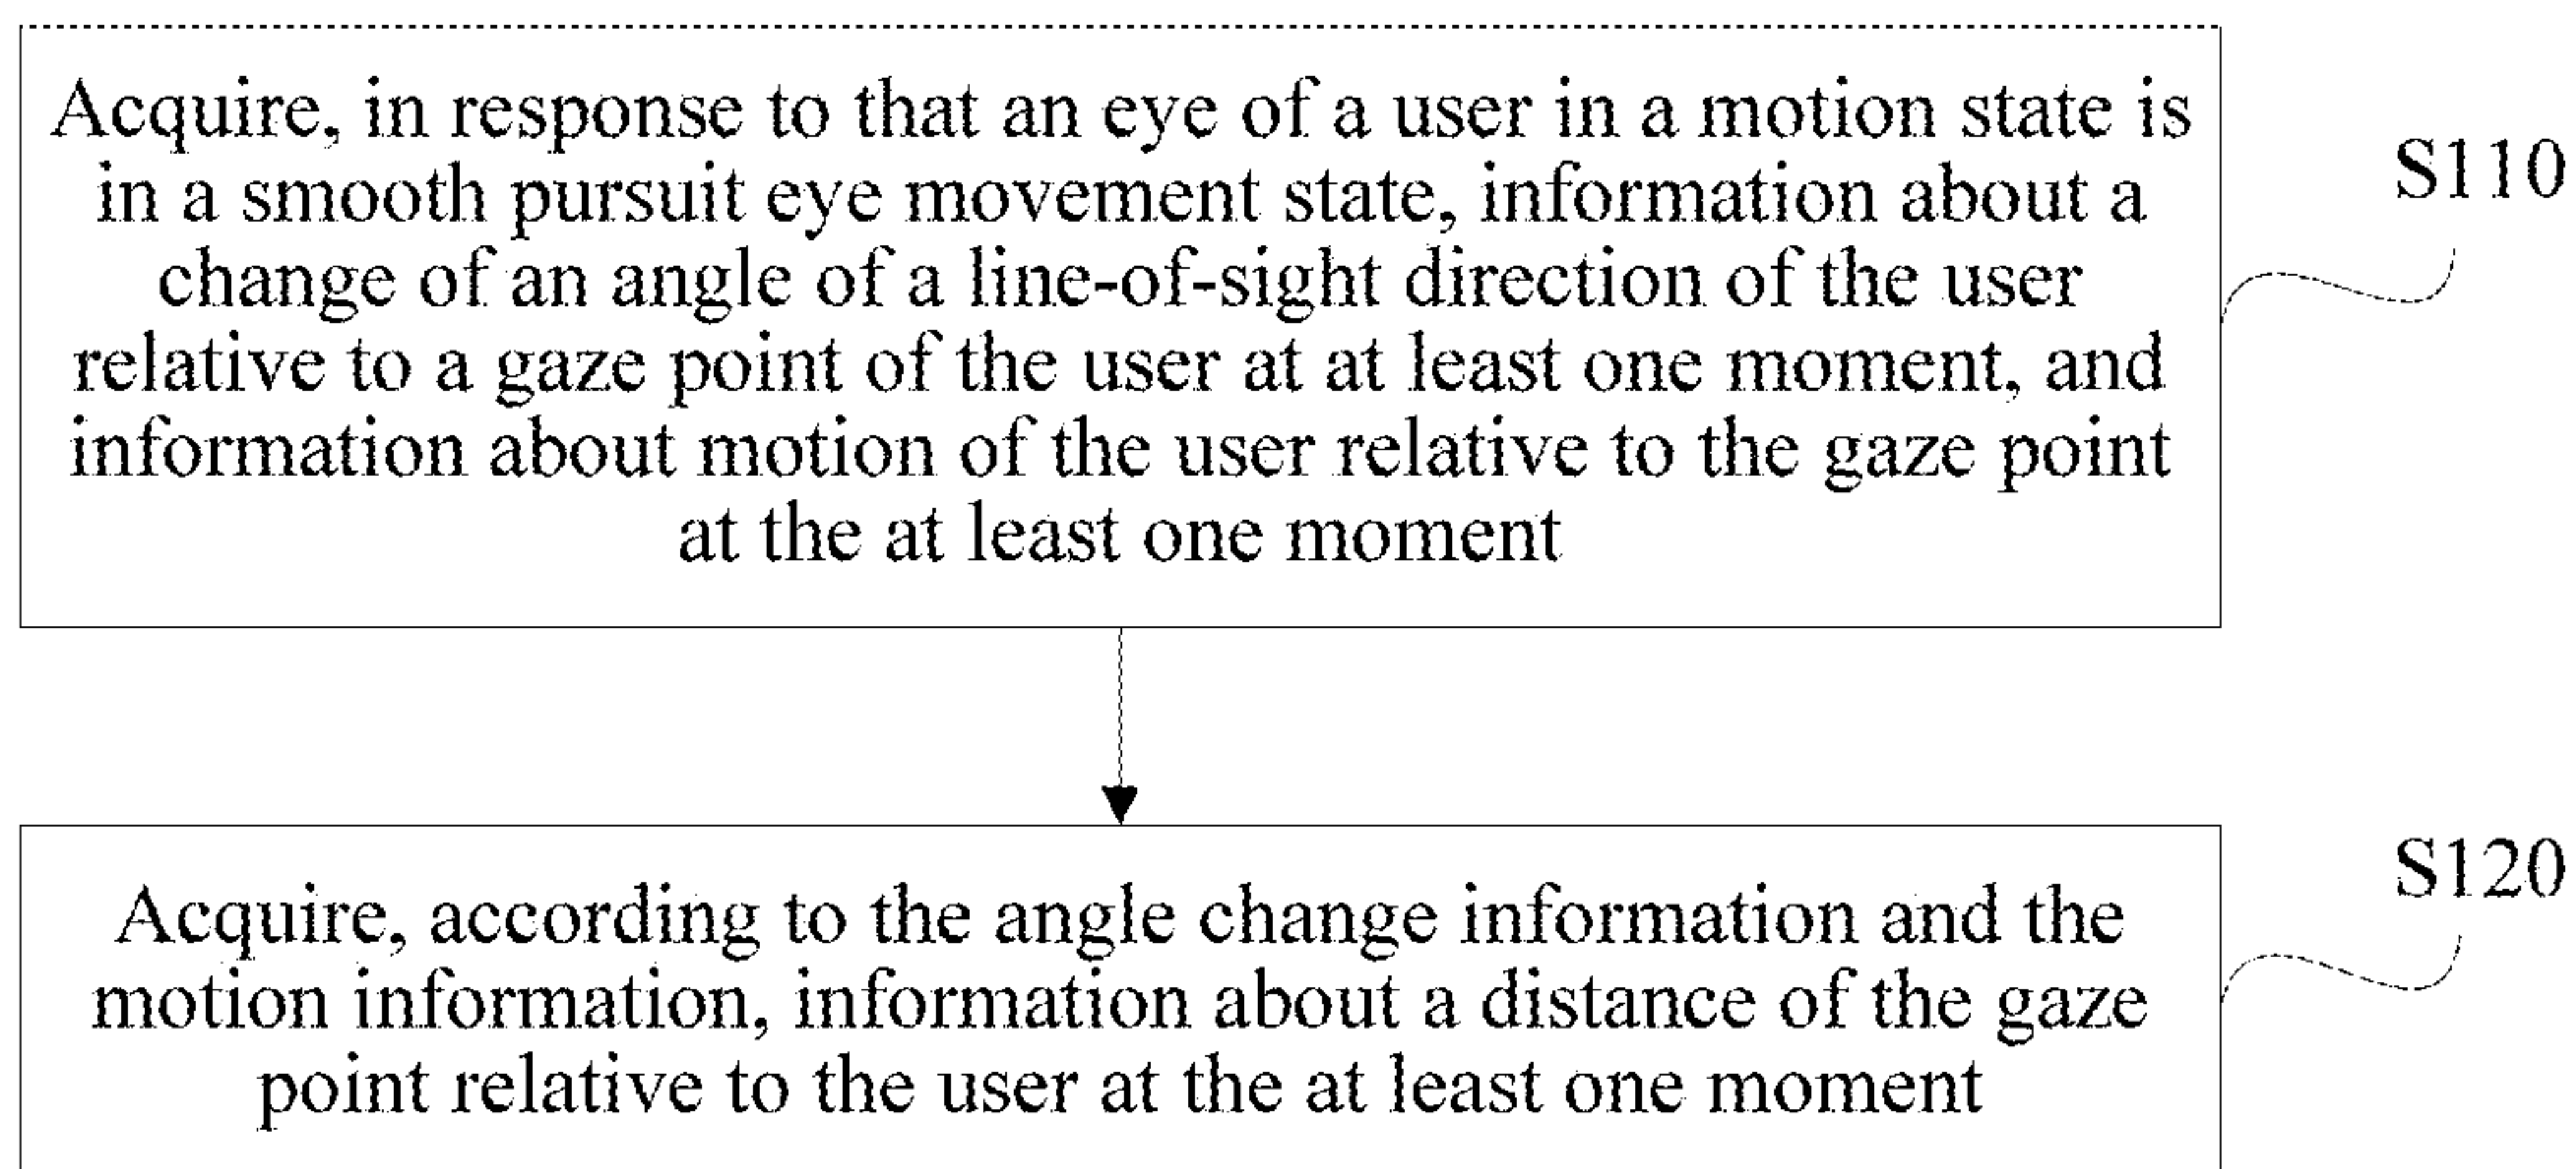 Acquire, in response to that an eye of a user in a motion state is
in a smooth pursuit eye movement state, information about a
change of an angle of a line-of-sight direction of the user
relative to a gaze point of the user at at least one moment, and
information about motion of the user relative to the gaze point
at the at least one moment
S110
Acquire, according to the angle change information and the
motion information, information about a distance of the gaze
point relative to the user at the at least one moment
S120